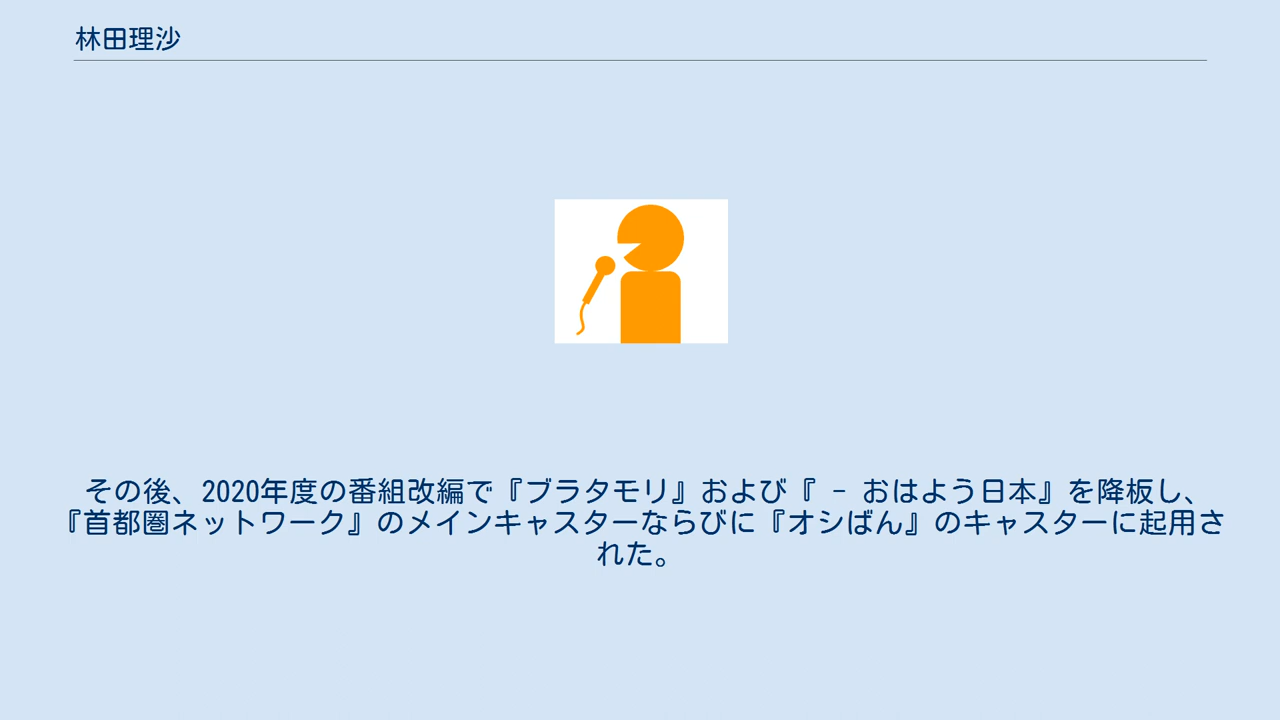 林田理沙
その後、2020年度の番組改編で『ブラタモリ』および『 - おはよう日本』を降板し、
『首都圏ネットワーク』のメインキャスターならびに『オシばん』のキャスターに起用さ
れた。